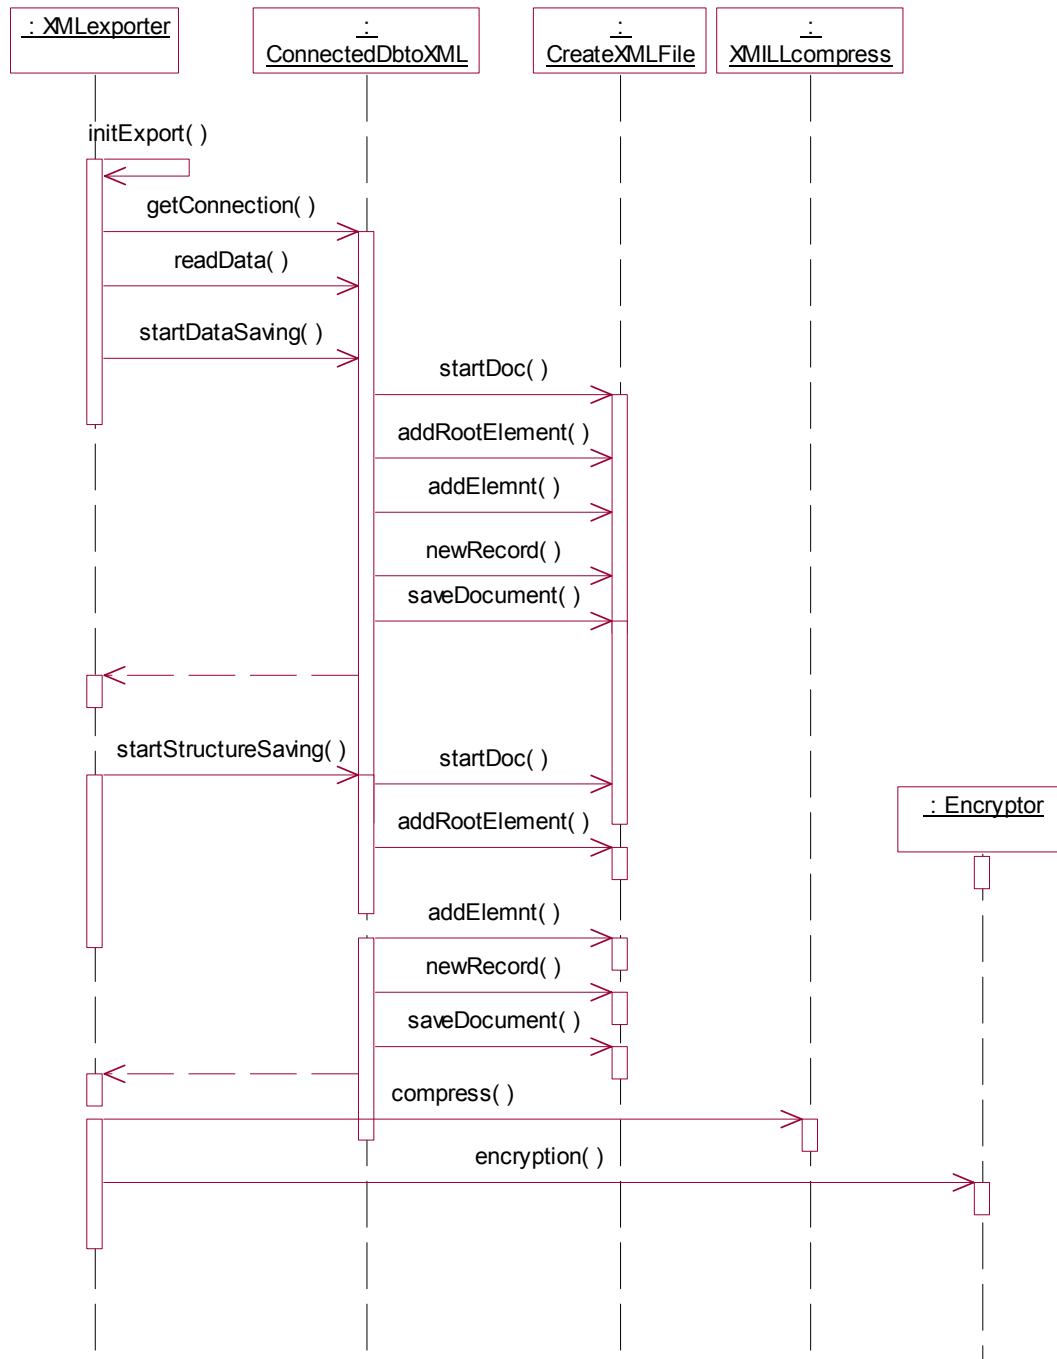 : XMLexporter
:
ConnectedDbtoXML
:
CreateXMLFile
:
XMILLcompress
initExport( )
getConnection( )
readData( )
startDataSaving( )
startDoc( )
addRootElement( )
addElemnt( )
newRecord( )
saveDocument( )
startStructureSaving( )
startDoc( )
: Encryptor
addRootElement( )
addElemnt( )
newRecord( )
saveDocument( )
compress( )
encryption( )